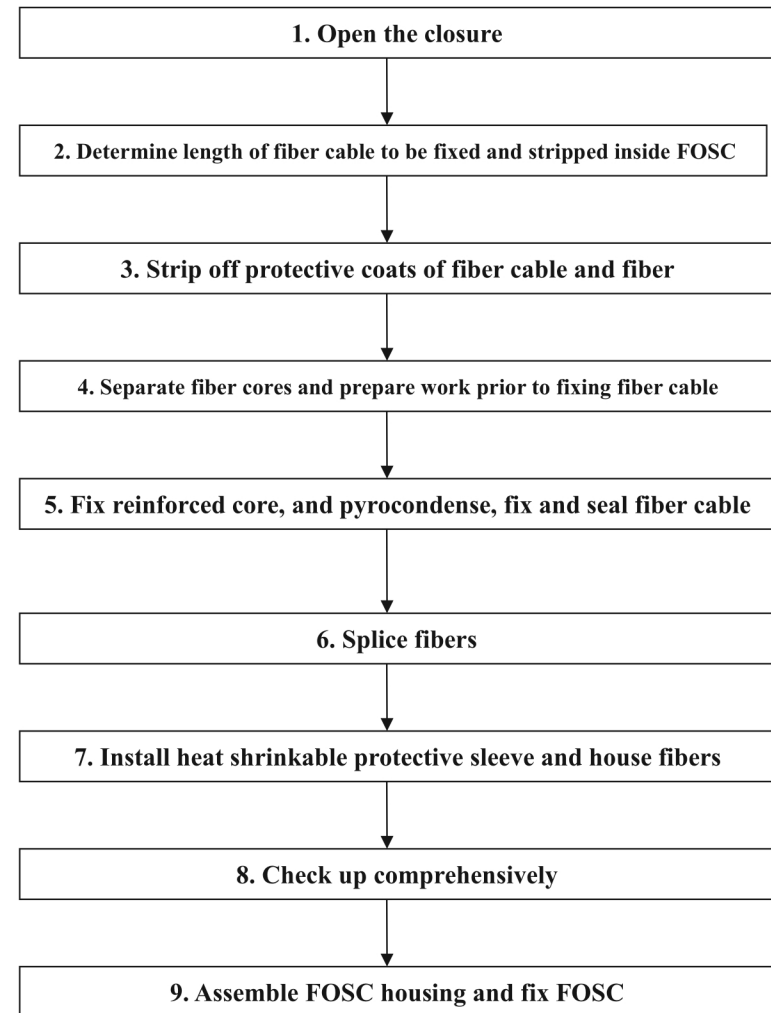 1. Open the closure
2. Determine length of fiber cable to be fixed and stripped inside FOSC
3. Strip off protective coats of fiber cable and fiber
4. Separate fiber cores and prepare work prior to fixing fiber cable
5. Fix reinforced core, and pyrocondense, fix and seal fiber cable
6. Splice fibers
7. Install heat shrinkable protective sleeve and house fibers
8. Check up comprehensively
9. Assemble FOSC housing and fix FOSC